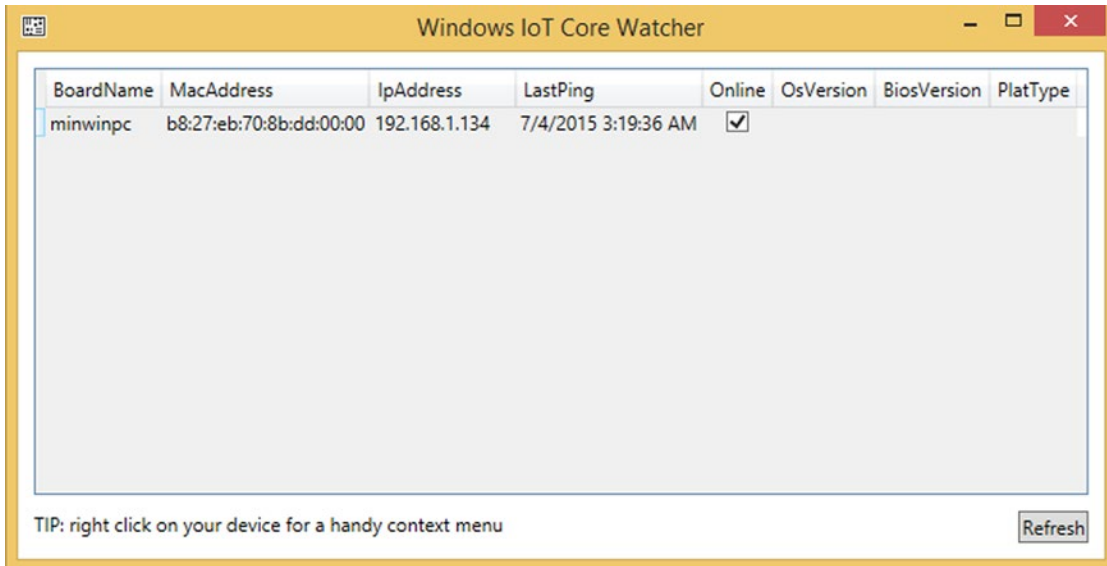 Windows IoT Core Watcher
BoardName MacAddress IpAddress LastPing Online OsVersion BiosVersion PlatType
minwinpc b8:27:eb:70:8b:dd:00:00 192.168.1.134 7/4/2015 3:19:36 AM
TIP: right click on your device for a handy context menu
Refresh